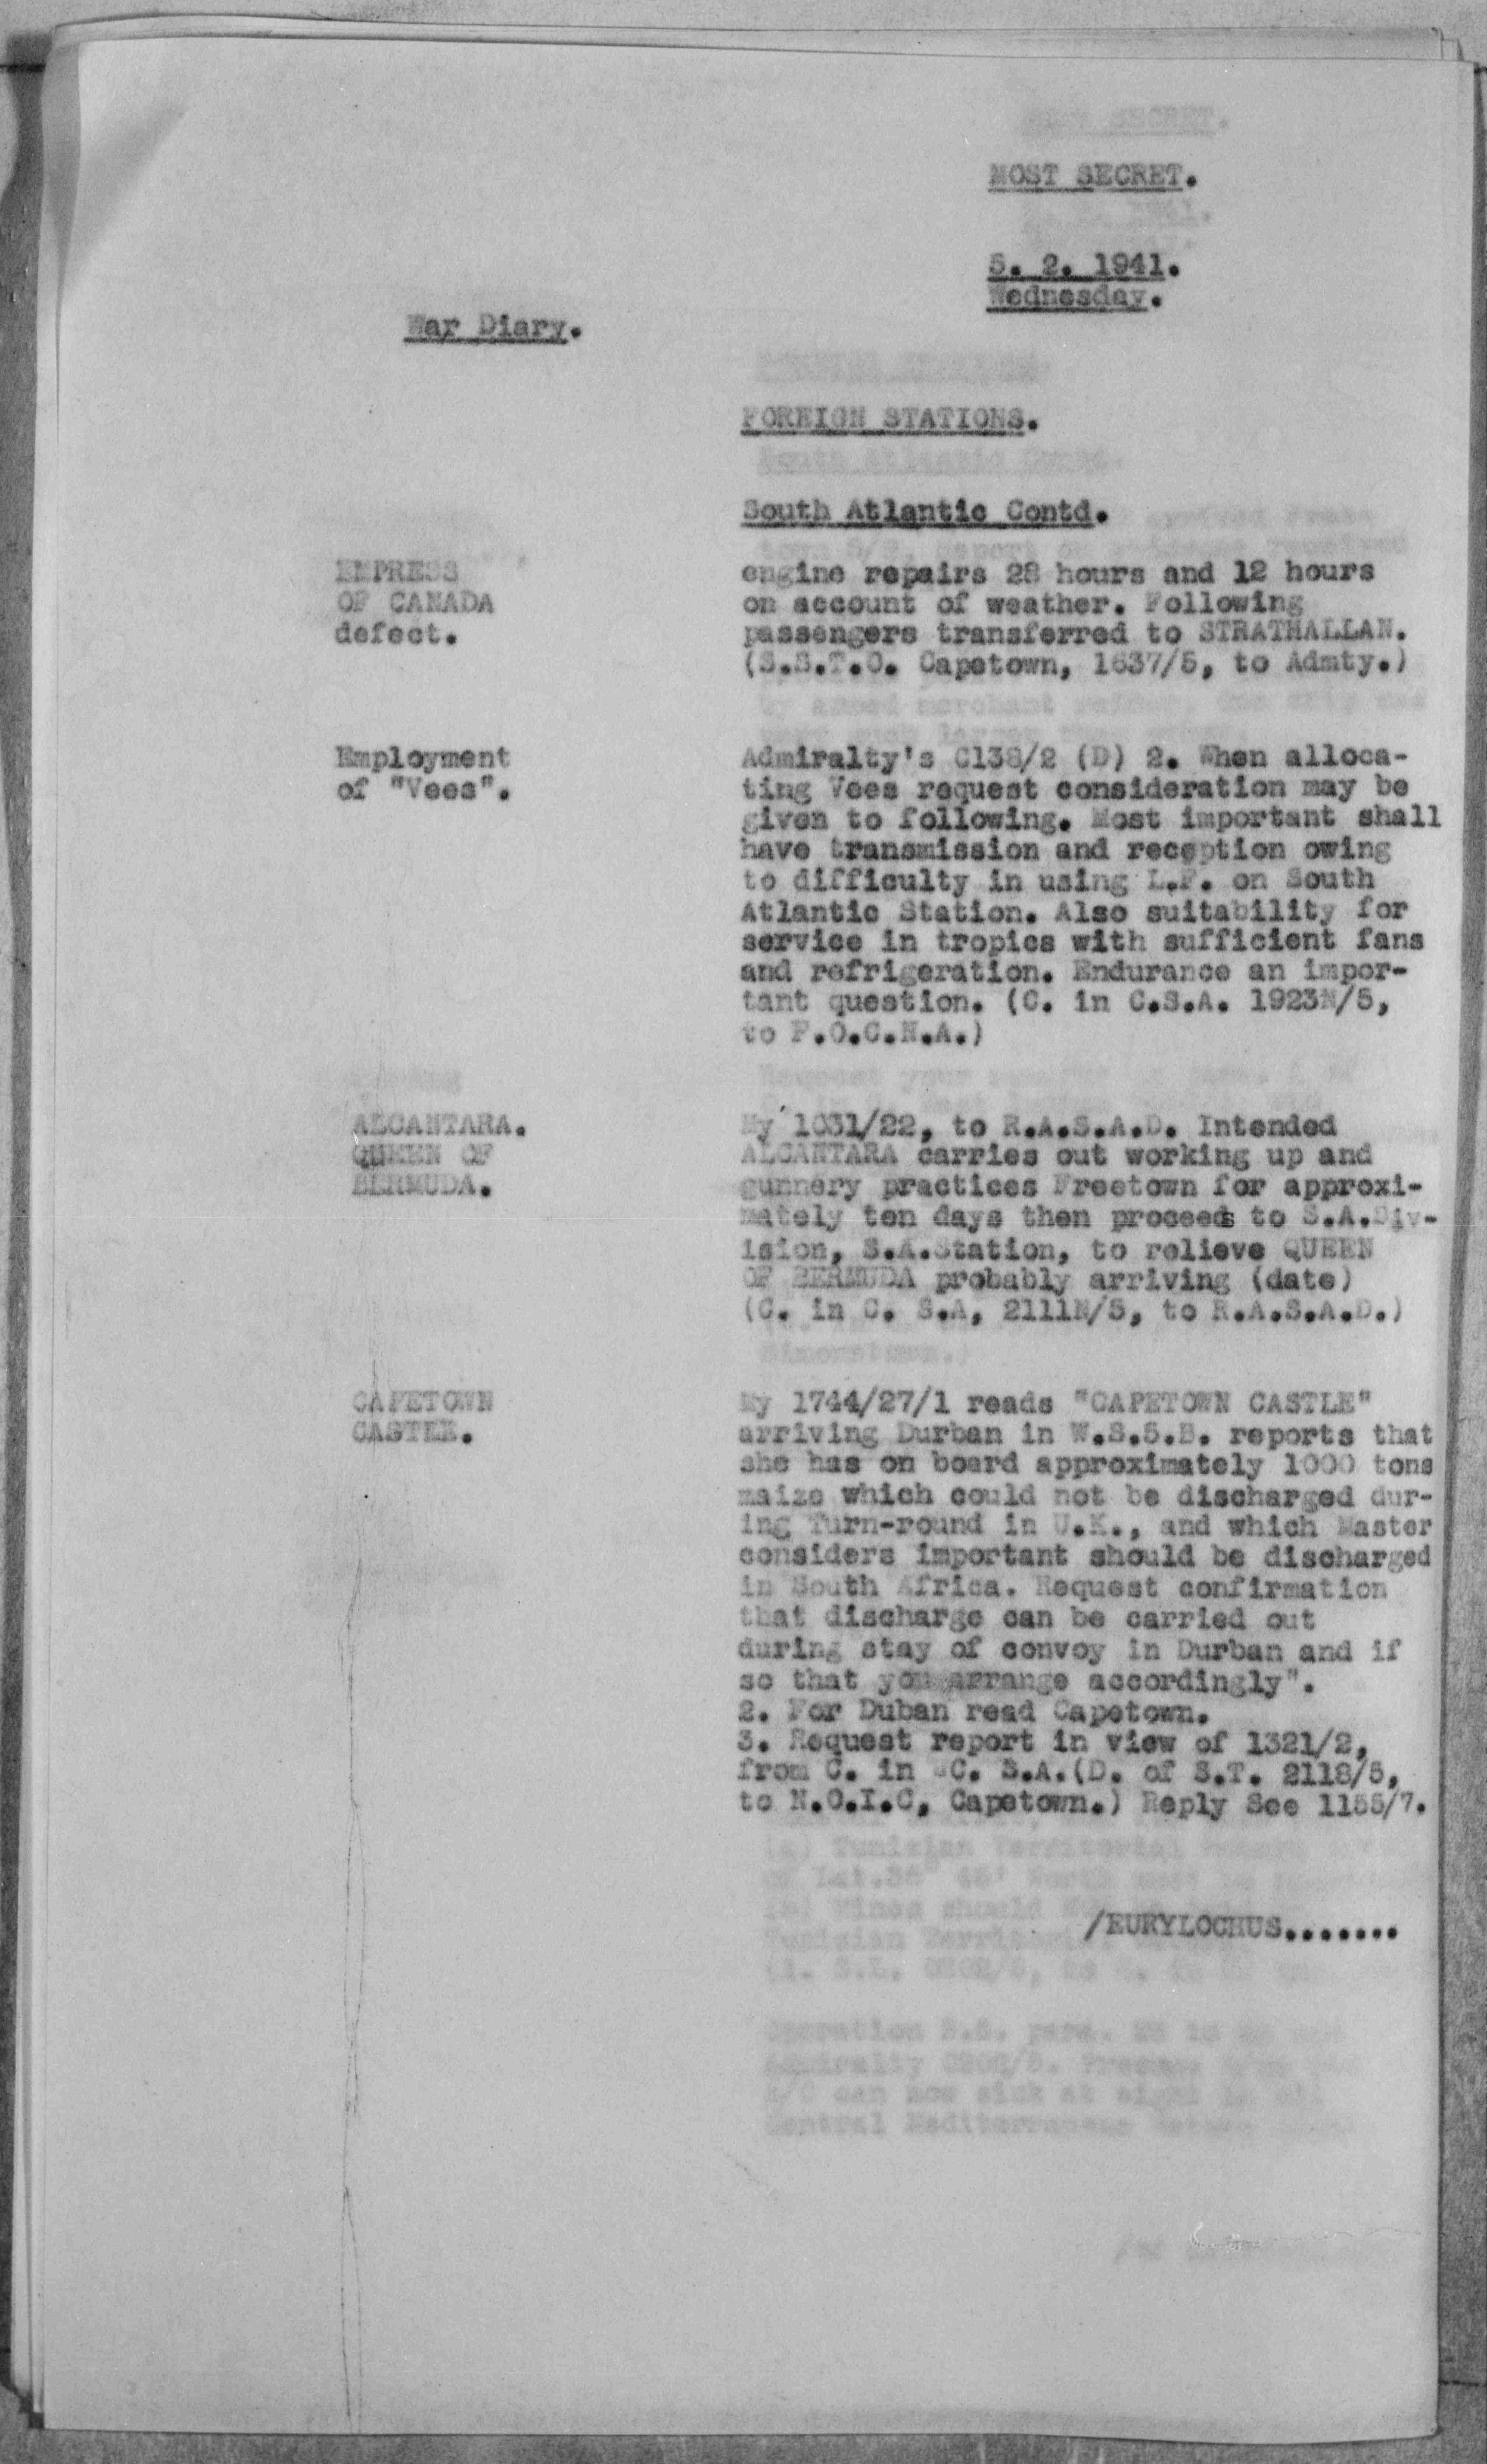 MOST SECRET.
5. 2. 1941.
Wednesday.
War Diary.
FOREIGN STATIONS.
South Atlantic Contd.
EMPRESS
OF CANADA
defect.
engine repairs 28 hours and 12 hours
on account of weather. Following
passengers transferred to STRATHALLAN.
(S.S.T.O. Capetown, 1637/5, to Admty.)
Employment
of "Vees".
Admiralty's C138/2 (D) 2. When alloca-
ting Vees request consideration may be
given to following. Most important shall
have transmission and reception owing
to difficulty in using L.F. on South
Atlantic Station. Also suitability for
service in tropics with sufficient fans
and refrigeration. Endurance an impor-
tant question. (C. in C.S.A. 1923N/5,
to F.O.C.N.A.)
ALCANTARA.
QUEEN OF
BERMUDA.
My 1031/22, to R.A.S.A.D. Intended
ALCANTARA carries out working up and
gunnery practices Freetown for approxi-
mately ten days then proceeds to S.A.Div-
ision, S.A.Station, to relieve QUEEN
OF BERMUDA probably arriving (date)
(C. in C. S.A, 2111N/5, to R.A.S.A.D.)
CAPETOWN
CASTLE.
My 1744/27/1 reads "CAPETOWN CASTLE"
arriving Durban in W.S.5.B. reports that
she has on board approximately 1000 tons
maize which could not be discharged dur-
ing Turn-round in U.K., and which Master
considers important should be discharged
in South Africa. Request confirmation
that discharge can be carried out
during stay of convoy in Durban and if
so that you arrange accordingly".
2. For Duban read Capetown.
3. Request report in view of 1321/2,
from C. in C. S.A.(D. of S.T. 2118/5,
to N.O.I.C, Capetown.) Reply See 1155/7.
/EURYLOCHUS.......